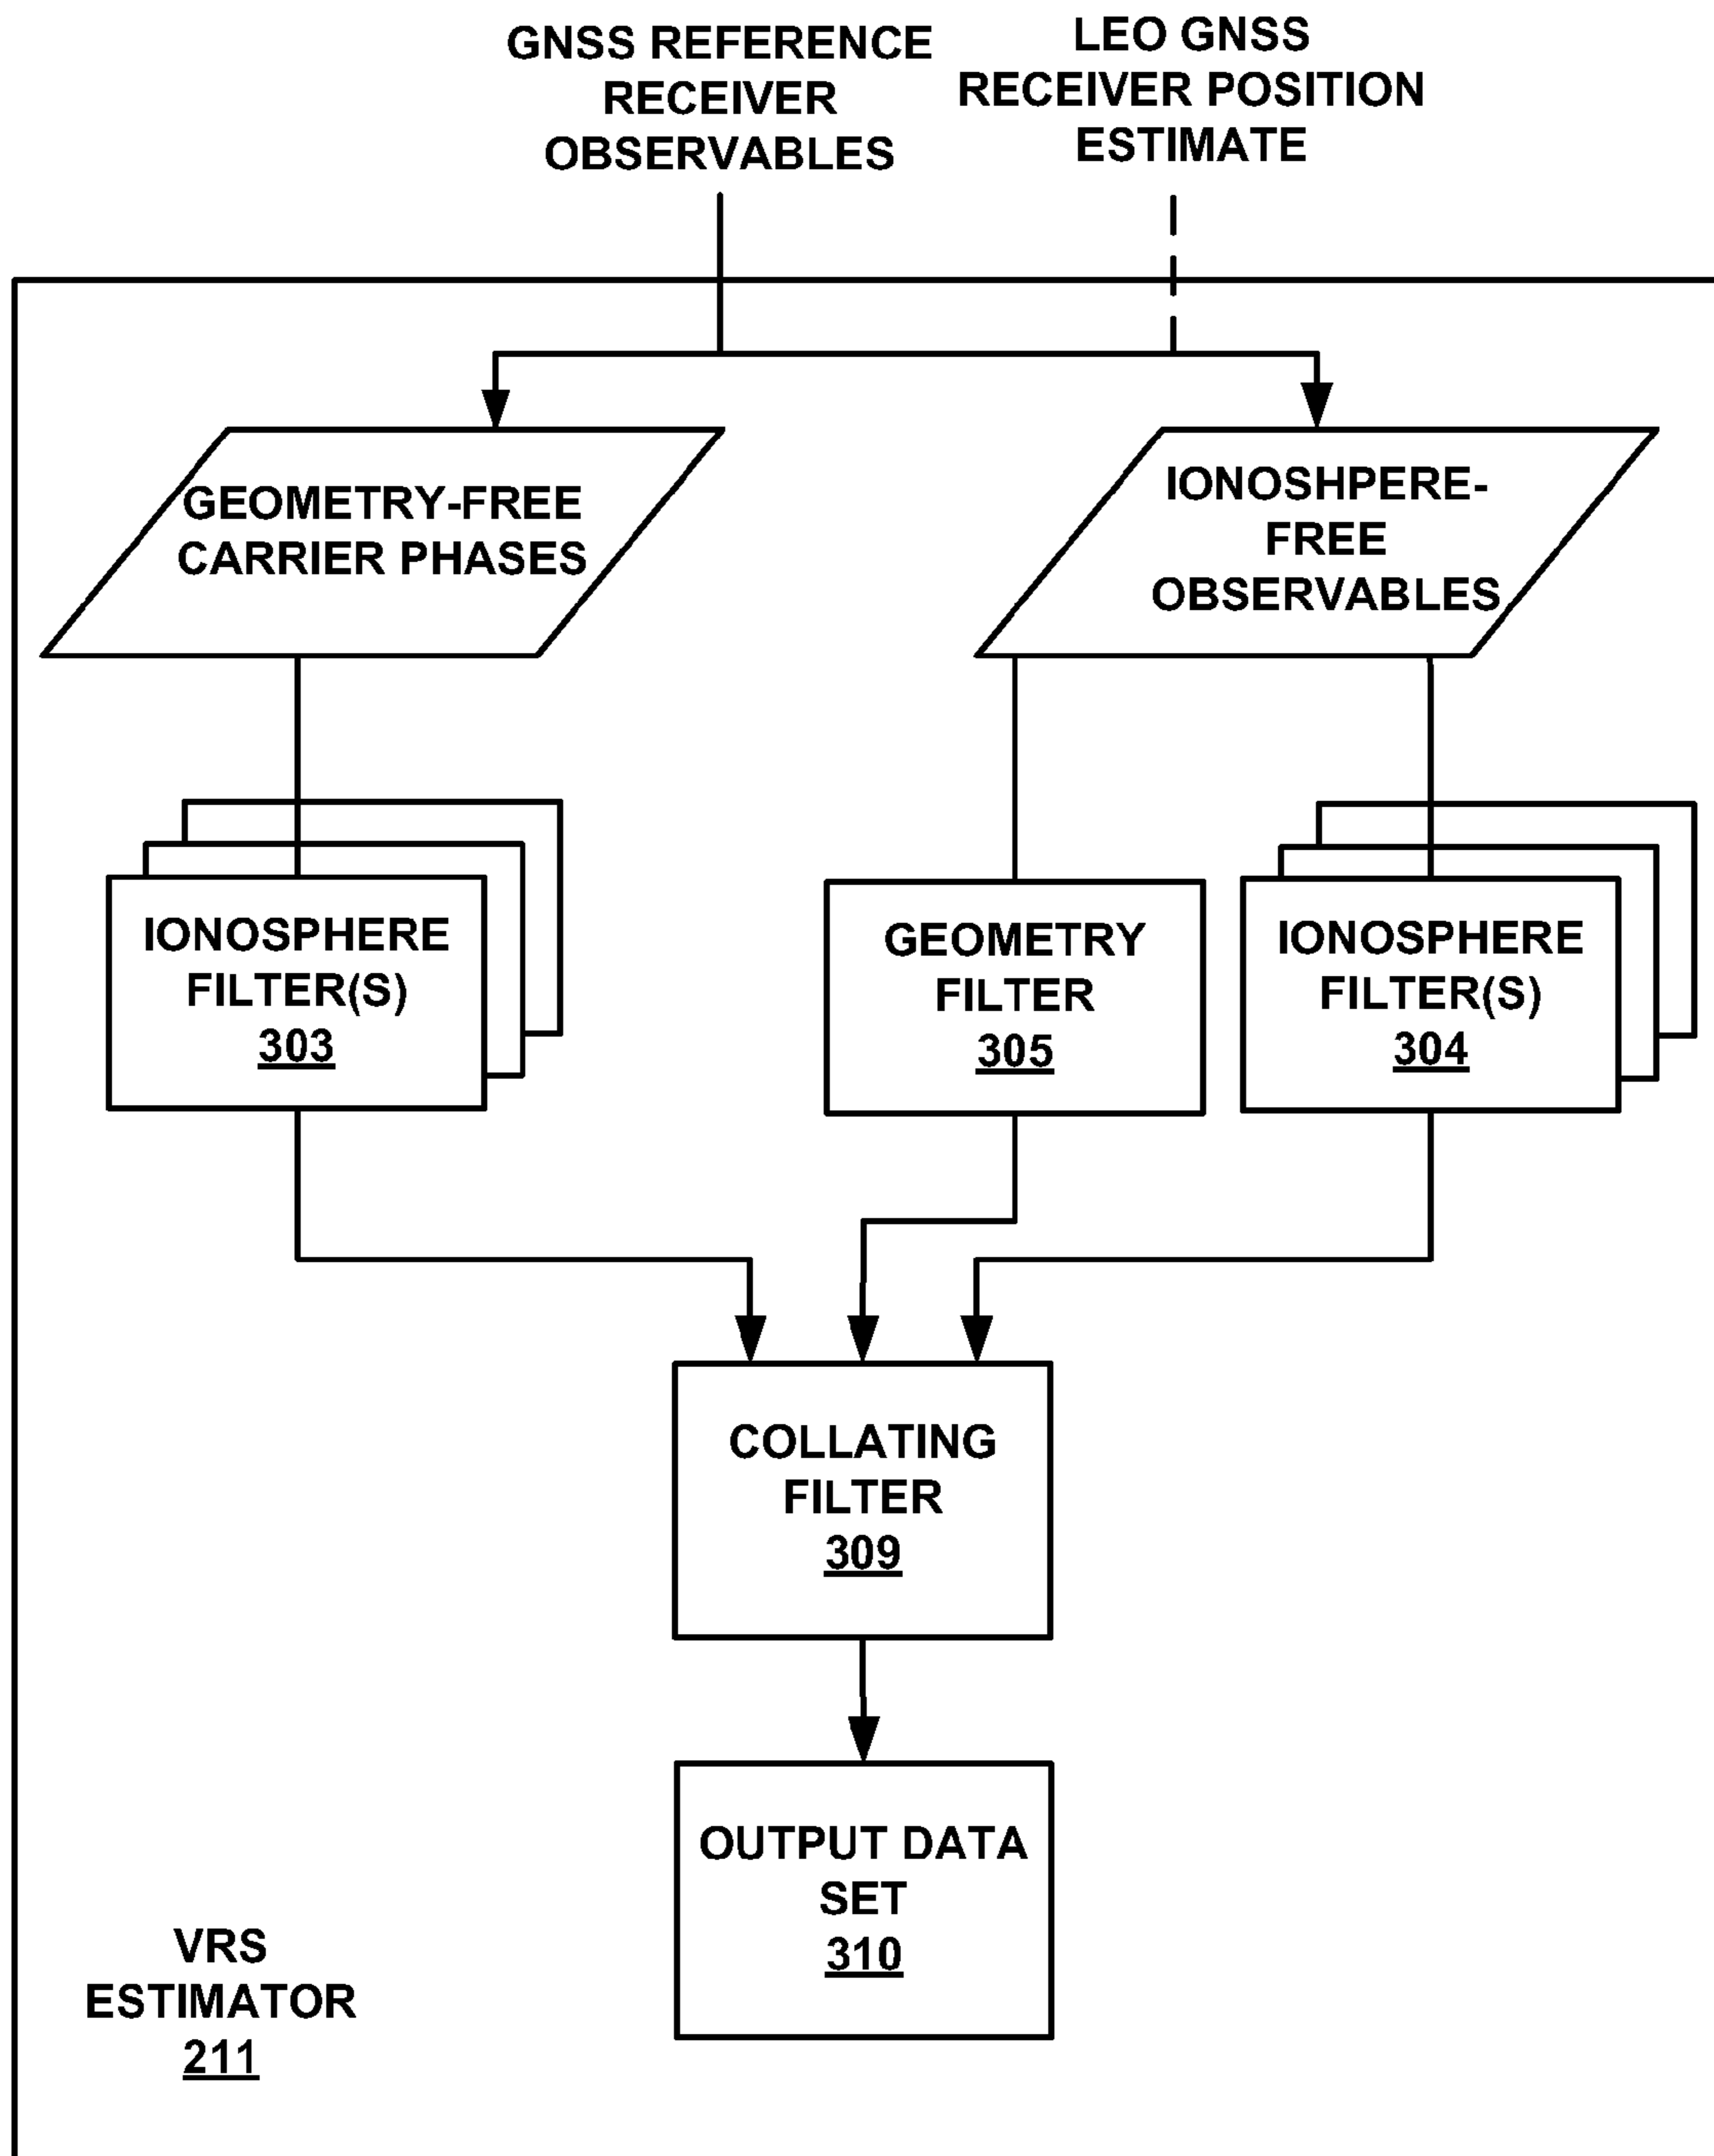 GNSS REFERENCE
RECEIVER
OBSERVABLES
LEO GNSS
RECEIVER POSITION
ESTIMATE
GEOMETRY-FREE
CARRIER PHASES
IONOSHPERE-
FREE
OBSERVABLES
IONOSPHERE
FILTER(S)
303
GEOMETRY
FILTER
305
IONOSPHERE
FILTER(S)
304
COLLATING
FILTER
309
OUTPUT DATA
SET
310
VRS
ESTIMATOR
211